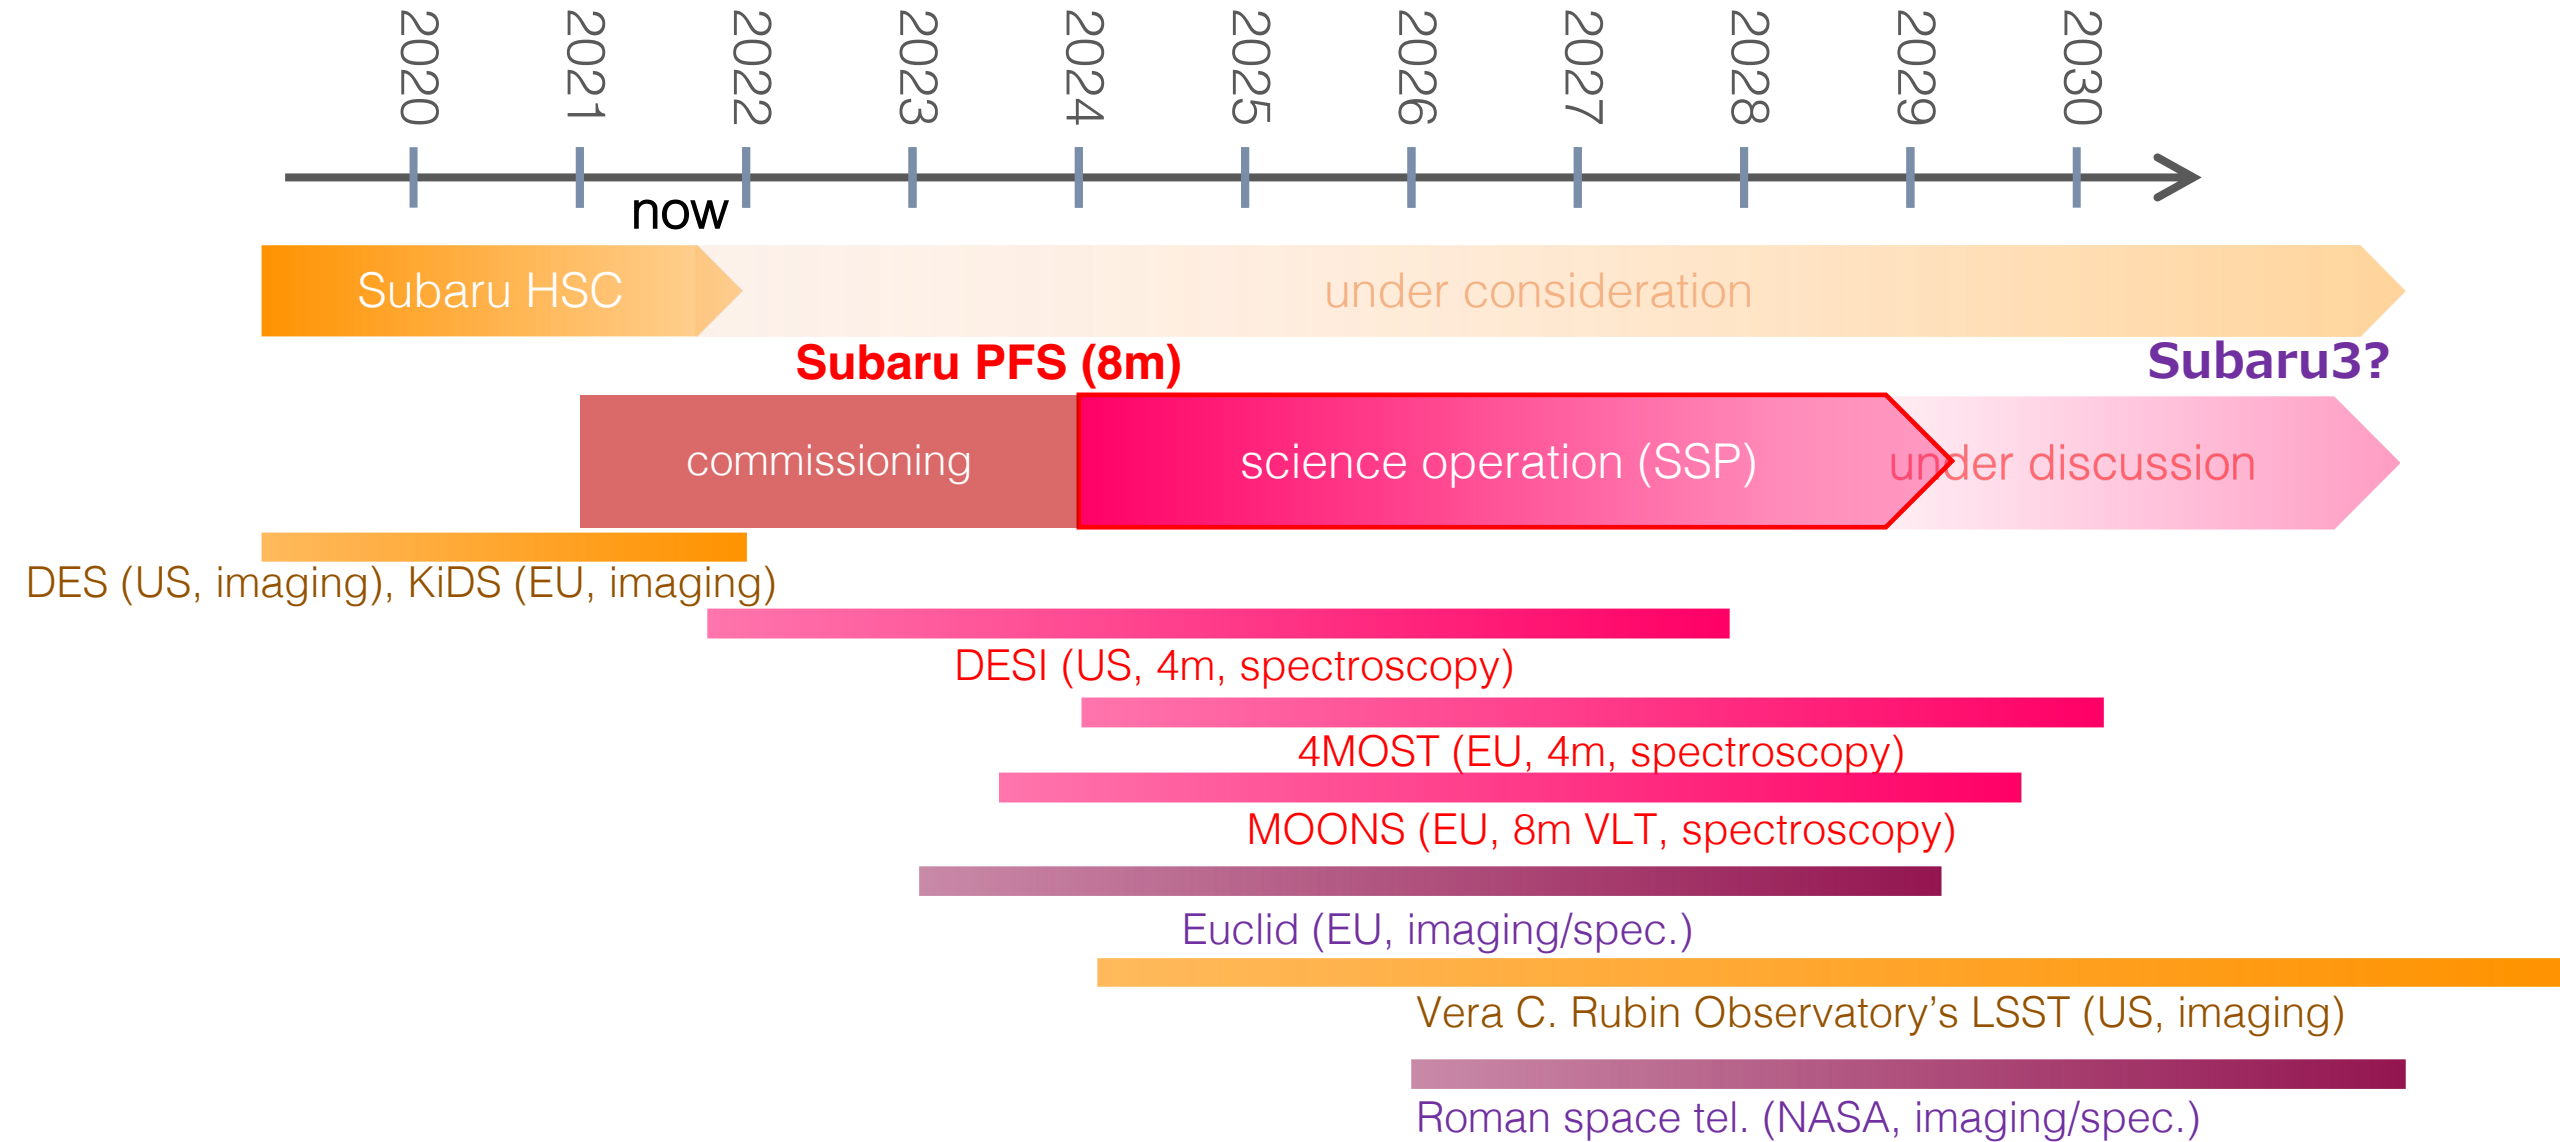 2020
2021
2022
2023
2024
2025
2026
2027
2028
2029
2030
now
Subaru HSC
under consideration
Subaru PFS (8m)
Subaru3?
commissioning
science operation (SSP)
under discussion
DES (US, imaging), KiDS (EU, imaging)
DESI (US, 4m, spectroscopy)
4MOST (EU, 4m, spectroscopy)
MOONS (EU, 8m VLT, spectroscopy)
Euclid (EU, imaging/spec.)
Vera C. Rubin Observatory’s LSST (US, imaging)
Roman space tel. (NASA, imaging/spec.)